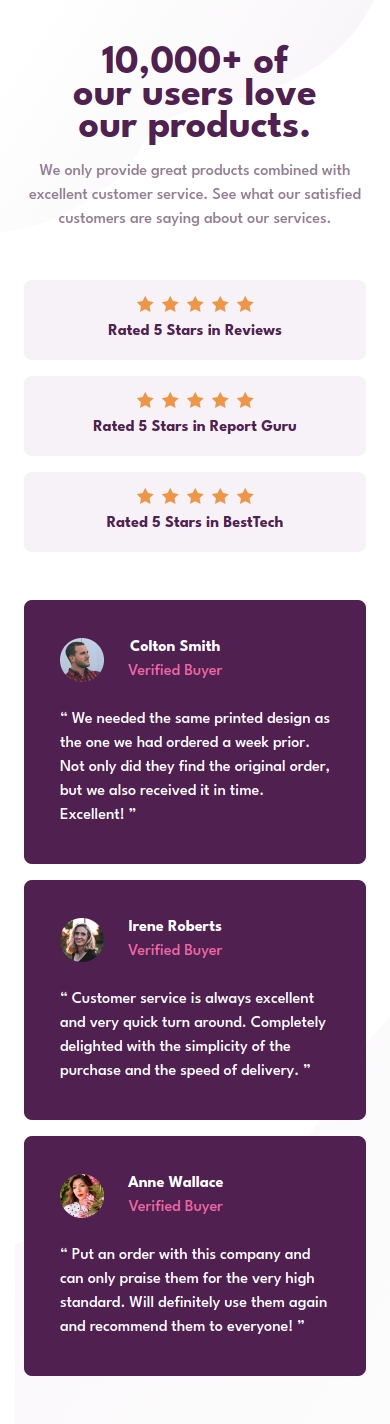 10,000+ of
our users love
our products.
We only provide great products combined with
excellent customer service. See what our satisfied
customers are saying about our services.
Rated 5 Stars in Reviews
Rated 5 Stars in Report Guru
Rated 5 Stars in BestTech
Colton Smith
Verified Buyer
“ We needed the same printed design as
the one we had ordered a week prior.
Not only did they find the original order,
but we also received it in time.
Excellent! ”
Irene Roberts
Verified Buyer
“ Customer service is always excellent
and very quick turn around. Completely
delighted with the simplicity of the
purchase and the speed of delivery. ”
Anne Wallace
Verified Buyer
“ Put an order with this company and
can only praise them for the very high
standard. Will definitely use them again
and recommend them to everyone! ”